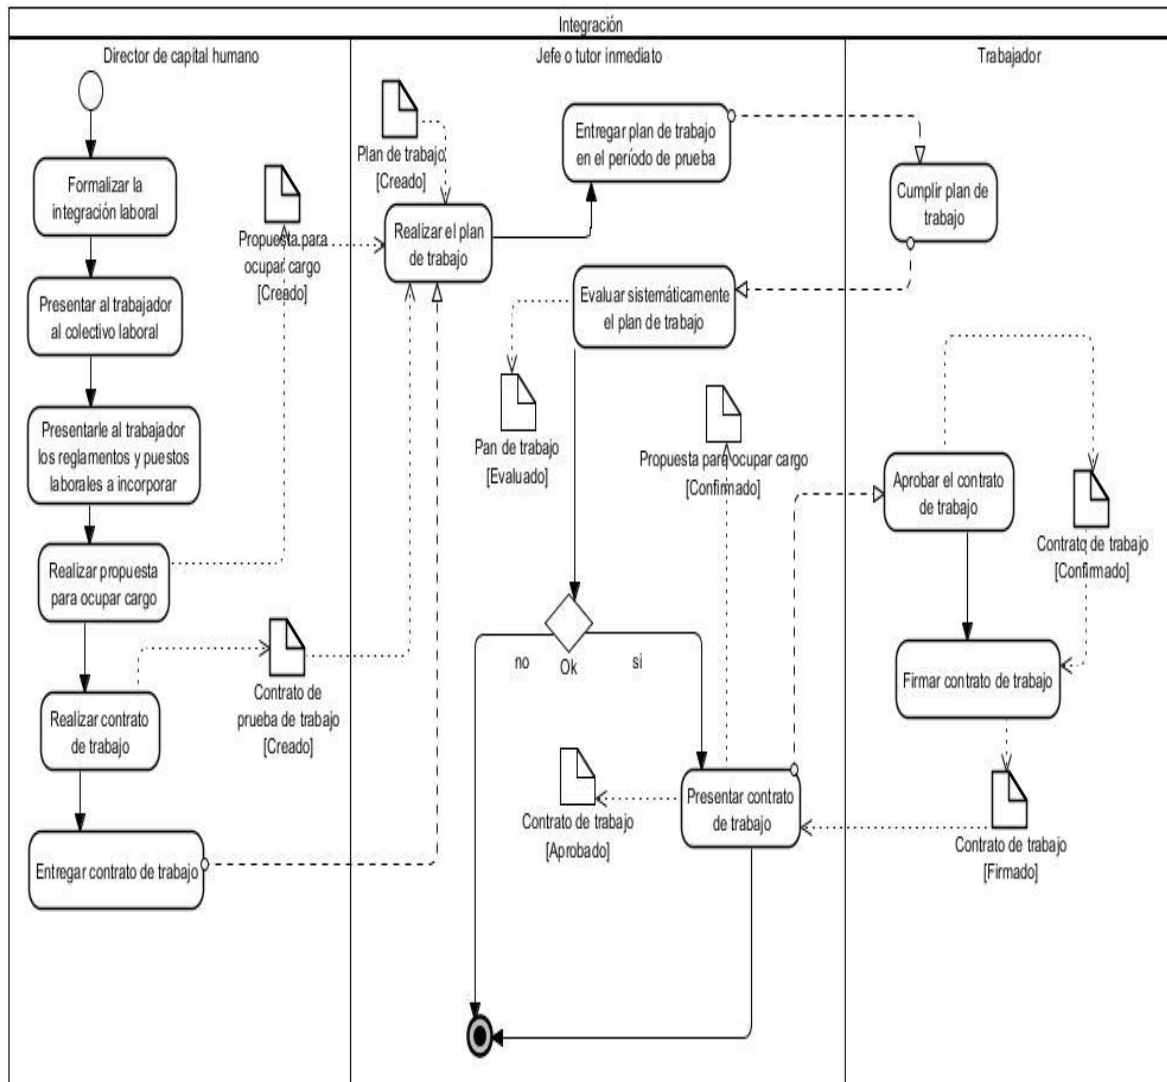 Integración
Director de capital humano
Jefe o tutor inmediato
Trabajador
Formalizar la
integración laboral
Presentar al trabajador
al colectivo laboral
Presentarle al trabajador
los reglamentos y puestos
laborales a incorporar
Realizar propuesta
para ocupar cargo
Realizar contrato
de trabajo
Entregar contrato de trabajo
Propuesta para
ocupar cargo
[Creado]
Contrato de
prueba de trabajo
[Creado]
Plan de trabajo
[Creado]
Realizar el plan
de trabajo
Entregar plan de trabajo
en el período de prueba
Evaluar sistemáticamente
el plan de trabajo
Pan de trabajo
[Evaluado]
Propuesta para ocupar cargo
[Confirmado]
no
Ok
si
Contrato de trabajo
[Aprobado]
Presentar contrato
de trabajo
Cumplir plan de
trabajo
Aprobar el contrato
de trabajo
Contrato de trabajo
[Confirmado]
Firmar contrato de trabajo
Contrato de trabajo
[Firmado]